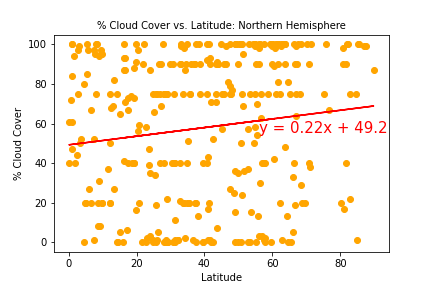 % Cloud Cover vs. Latitude: Northern Hemisphere
100
80
60
40
20
0
% Cloud Cover
y = 0.22x + 49.2
0 20 40 60 80
Latitude